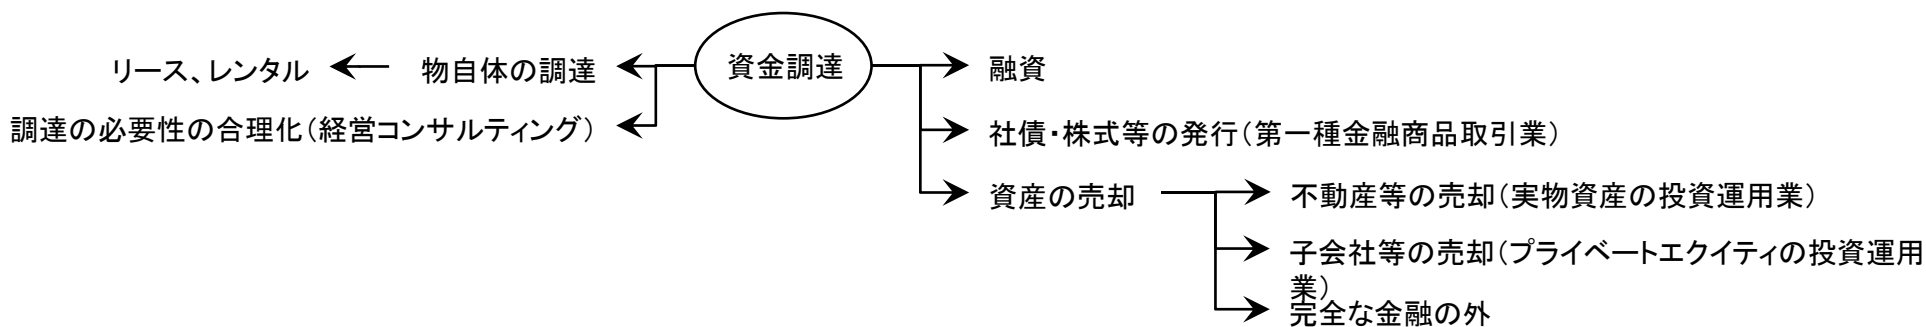 資金調達
リース、レンタル
物自体の調達
調達の必要性の合理化（経営コンサルティング）
融資
社債・株式等の発行（第一種金融商品取引業）
資産の売却
不動産等の売却（実物資産の投資運用業）
子会社等の売却（プライベートエクイティの投資運用
業）
完全な金融の外